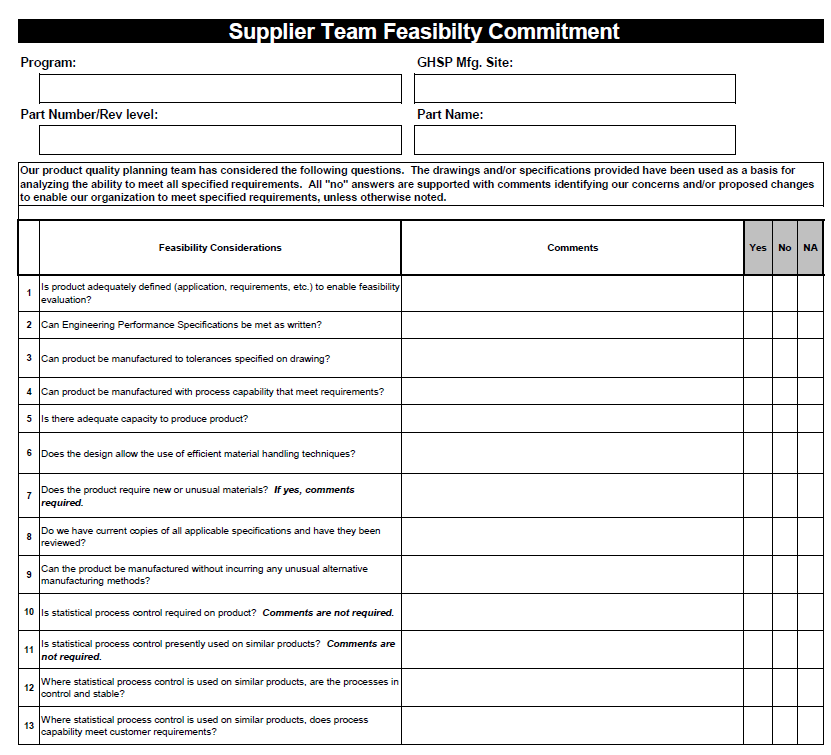 Supplier Team Feasibilty Commitment
Program:
GHSP Mfg. Site:
Part Number/Rev level:
Part Name:
Our product quality planning team has considered the following questions.  The drawings and/or specifications provided have been used as a basis for
analyzing the ability to meet all specified requirements.  All "no" answers are supported with comments identifying our concerns and/or proposed changes
to enable our organization to meet specified requirements, unless otherwise noted.
Feasibility Considerations
Comments
Yes
No
NA
1
Is product adequately defined (application, requirements, etc.) to enable feasibility
evaluation?
2
Can Engineering Performance Specifications be met as written?
3
Can product be manufactured to tolerances specified on drawing?
4
Can product be manufactured with process capability that meet requirements?
5
Is there adequate capacity to produce product?
6
Does the design allow the use of efficient material handling techniques?
7
Does the product require new or unusual materials?  If yes, comments
required.
8
Do we have current copies of all applicable specifications and have they been
reviewed?
9
Can the product be manufactured without incurring any unusual alternative
manufacturing methods?
10
Is statistical process control required on product?  Comments are not required.
11
Is statistical process control presently used on similar products?  Comments are
not required.
12
Where statistical process control is used on similar products, are the processes in
control and stable?
13
Where statistical process control is used on similar products, does process
capability meet customer requirements?